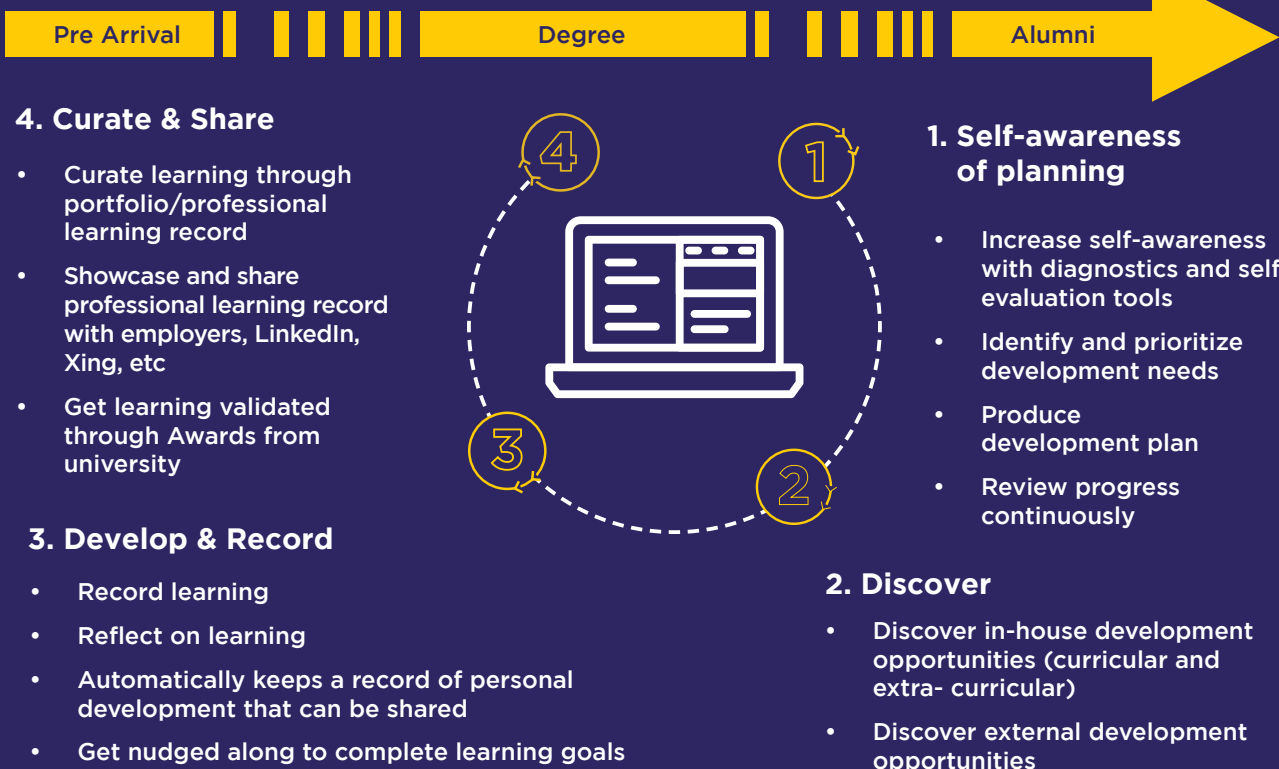 Pre Arrival
Degree
Alumni
4. Curate & Share
• Curate learning through
portfolio/professional
learning record
• Showcase and share
professional learning record
with employers, LinkedIn,
Xing, etc
• Get learning validated
through Awards from
university
4
1
3
2
1. Self-awareness
of planning
• Increase self-awareness
with diagnostics and self
evaluation tools
• Identify and prioritize
development needs
• Produce
development plan
• Review progress
continuously
3. Develop & Record
• Record learning
• Reflect on learning
• Automatically keeps a record of personal
development that can be shared
• Get nudged along to complete learning goals
2. Discover
• Discover in-house development
opportunities (curricular and
extra- curricular)
• Discover external development
opportunities